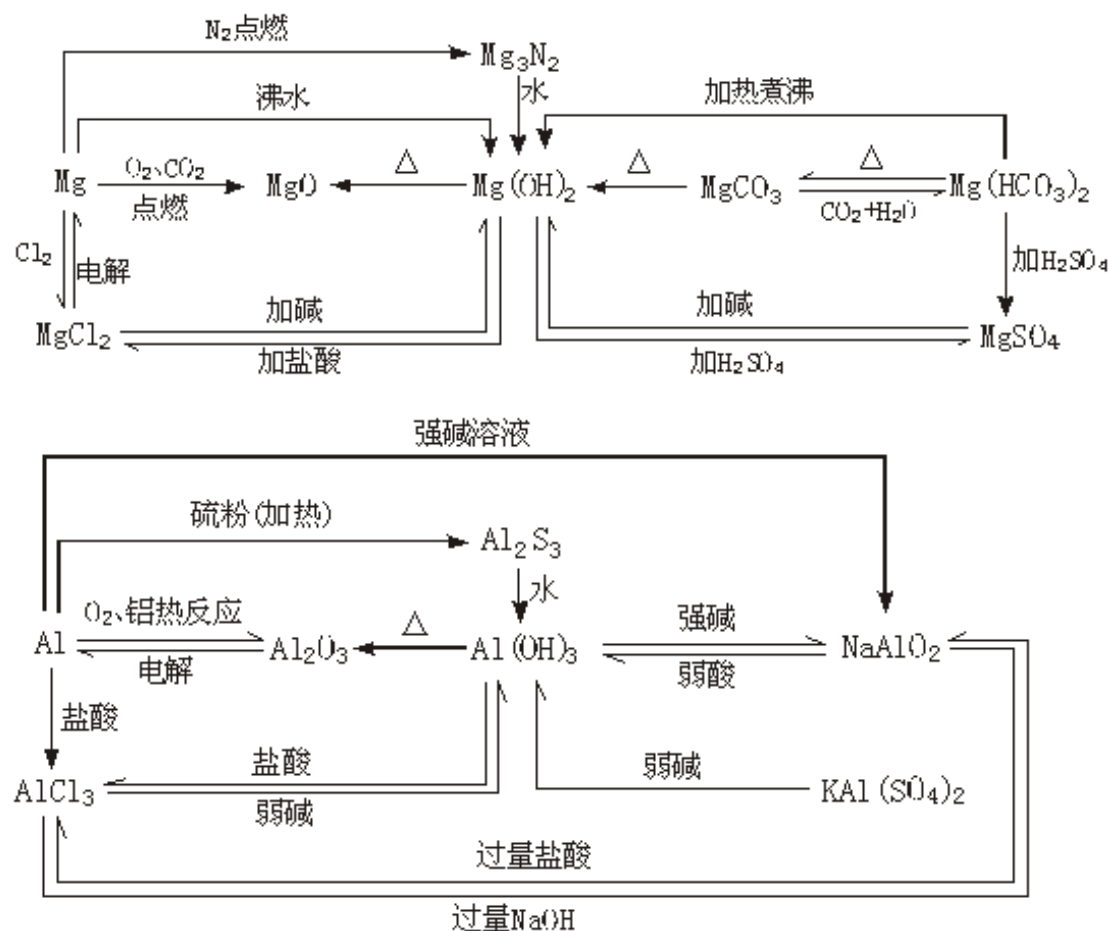 N₂点燃
Mg₃N₂
沸水
水
加热煮沸
Mg
O₂、CO₂
点燃
MgO
△
Mg(OH)₂
△
MgCO₃
△
CO₂+H₂O
Mg(HCO₃)₂
Cl₂
电解
加H₂SO₄
MgCl₂
加碱
加盐酸
加碱
加H₂SO₄
MgSO₄
强碱溶液
硫粉(加热)
Al₂S₃
水
Al
O₂、铝热反应
电解
Al₂O₃
△
Al(OH)₃
强碱
弱酸
NaAlO₂
盐酸
AlCl₃
盐酸
弱碱
弱碱
KAl(SO₄)₂
过量盐酸
过量NaOH